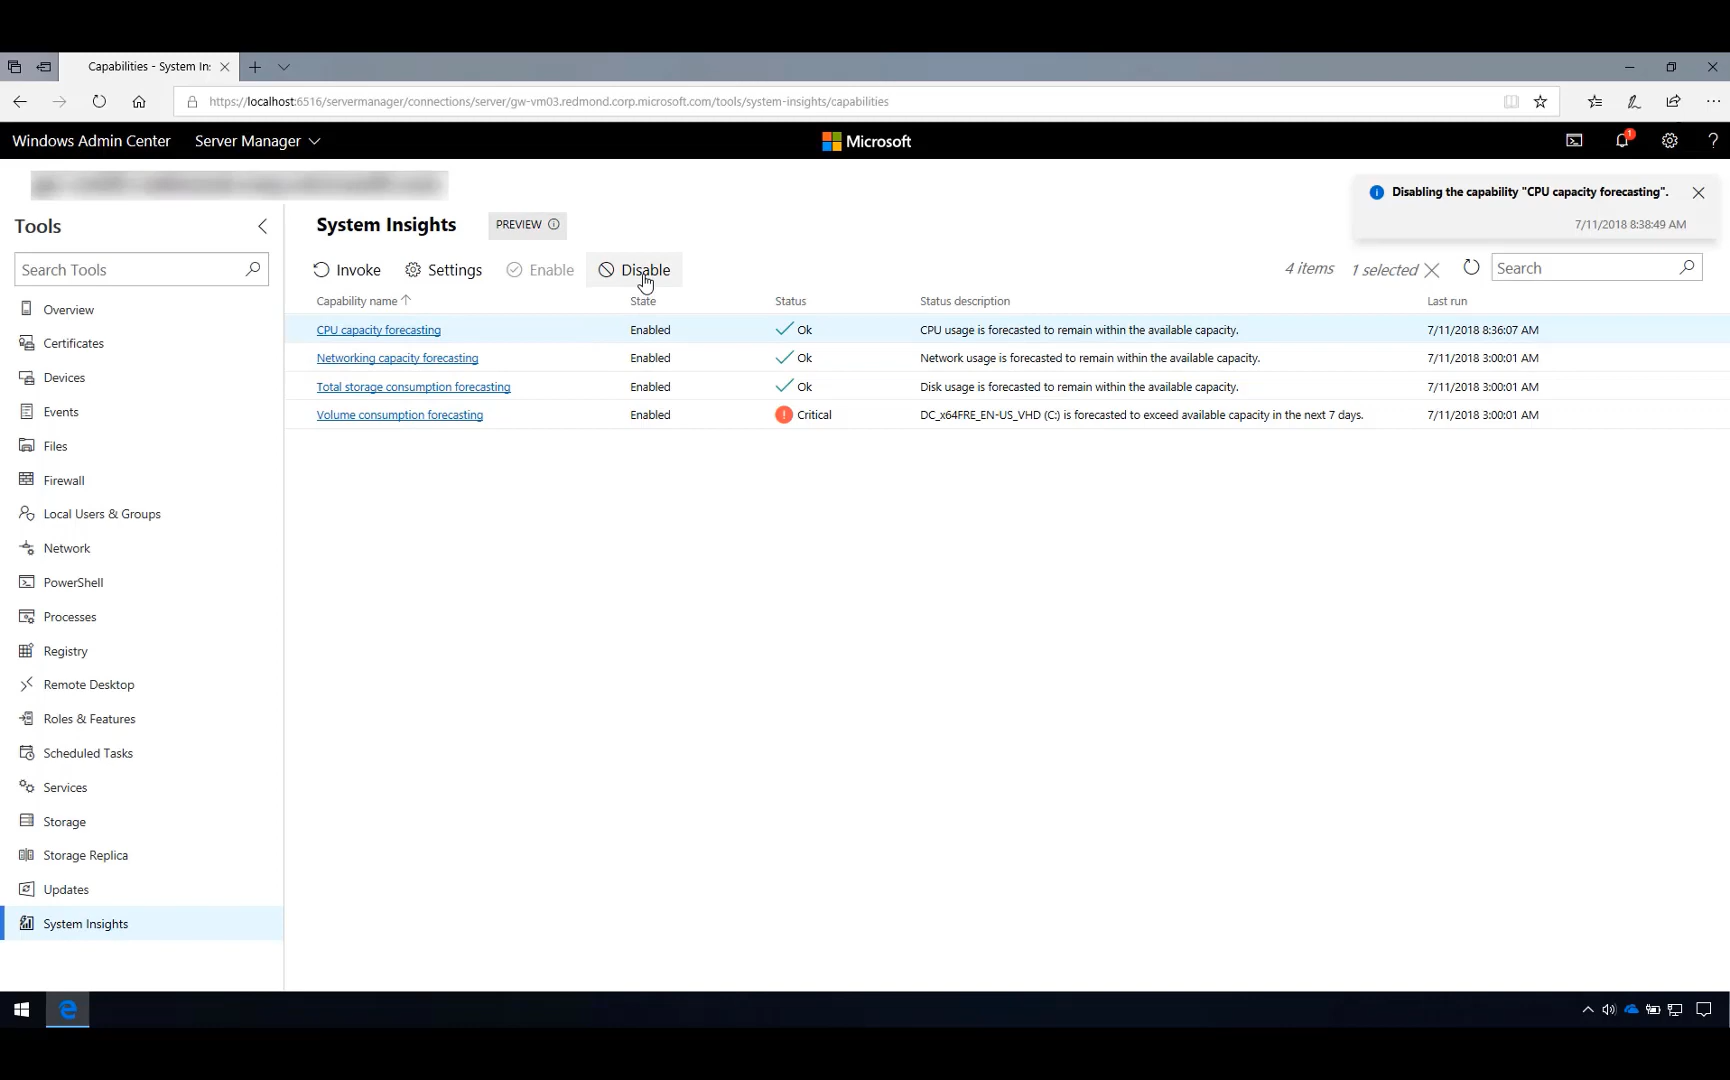 Capabilities - System In:
https://localhost:6516/servermanager/connections/server/gw-vm03.redmond.corp.microsoft.com/tools/system-insights/capabilities
Windows Admin Center Server Manager Microsoft 1 ?
Disabling the capability "CPU capacity forecasting".
7/11/2018 8:38:49 AM
Tools
System Insights PREVIEW
Search Tools
Invoke Settings Enable Disable 4 items 1 selected Search
Capability name State Status Status description Last run
CPU capacity forecasting Enabled Ok CPU usage is forecasted to remain within the available capacity. 7/11/2018 8:36:07 AM
Networking capacity forecasting Enabled Ok Network usage is forecasted to remain within the available capacity. 7/11/2018 3:00:01 AM
Total storage consumption forecasting Enabled Ok Disk usage is forecasted to remain within the available capacity. 7/11/2018 3:00:01 AM
Volume consumption forecasting Enabled Critical DC_x64FRE_EN-US_VHD (C:) is forecasted to exceed available capacity in the next 7 days. 7/11/2018 3:00:01 AM
Overview
Certificates
Devices
Events
Files
Firewall
Local Users & Groups
Network
PowerShell
Processes
Registry
Remote Desktop
Roles & Features
Scheduled Tasks
Services
Storage
Storage Replica
Updates
System Insights